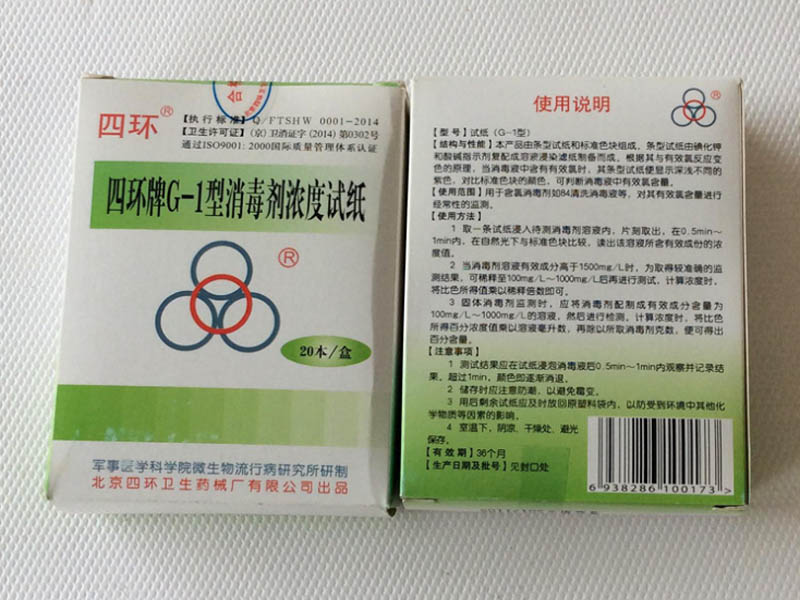 四环®
【执行标准】Q/FTSHW 0001-2014
【卫生许可证】(京)卫消证字(2014)第0302号
通过ISO9001:2000国际质量管理体系认证
四环牌G-1型消毒剂浓度试纸
®
20本/盒
军事医学科学院微生物流行病研究所研制
北京四环卫生药械厂有限公司出品
使用说明
®
【型号】试纸（G-1型）
【结构与性能】本产品由条型试纸和标准色块组成，条型试纸由碘化钾
和酸碱指示剂复配成溶液浸染滤纸制备而成。根据其与有效氯反应变
色的原理，当消毒液中含有有效氯时，其条型试纸便显示深浅不同的
紫色，对比标准色块的颜色，可判断消毒液中有效氯含量。
【使用范围】用于含氯消毒剂如84清洗消毒液等，对其有效氯含量进行
经常性的监测。
【使用方法】
1 取一条试纸浸入待测消毒剂溶液内，片刻取出，在0.5min～
1min内，在自然光下与标准色块比较，读出该溶液所含有效成份的浓
度值。
2 当消毒剂溶液有效成分高于1500mg/L时，为取得较准确的监
测结果，可稀释至100mg/L～1000mg/L后再进行测试，计算浓度时，
将比色所得值乘以稀释倍数即可。
3 固体消毒剂监测时，应将消毒剂配制成有效成分含量为
100mg/L～1000mg/L的溶液，然后进行检测，计算浓度时，将比色
所得百分浓度值乘以溶液毫升数，再除以所取消毒剂克数，便可得出
百分含量。
【注意事项】
1 测试结果应在试纸浸泡消毒液后0.5min～1min内观察并记录结
果。超过1min，颜色即逐渐消退。
2 储存时应注意防潮，以避免霉变。
3 用后剩余试纸应及时放回原塑料袋内，以防受到环境中其他化
学物质等因素的影响。
4 室温下，阴凉、干燥处、避光
保存。
【有效期】36个月
【生产日期及批号】见封口处
6 938286 100173 >